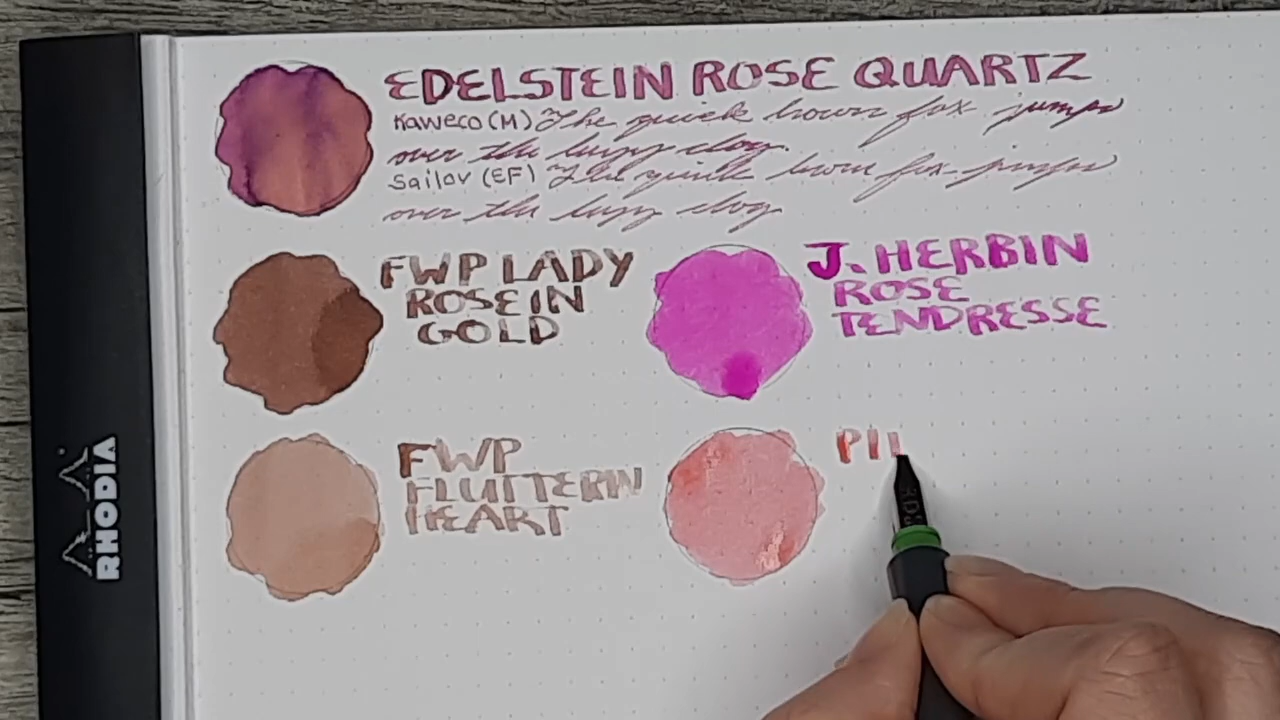 EDELSTEIN ROSE QUARTZ
Kaweco (M) "The quick brown fox jumps
over the lazy dog.
Sailor (EF) "The quick brown fox jumps
over the lazy dog
FWP LADY
ROSE IN
GOLD
J. HERBIN
ROSE
TENDRESSE
FWP
FLUTTERIN
HEART
PIL
RHODIA